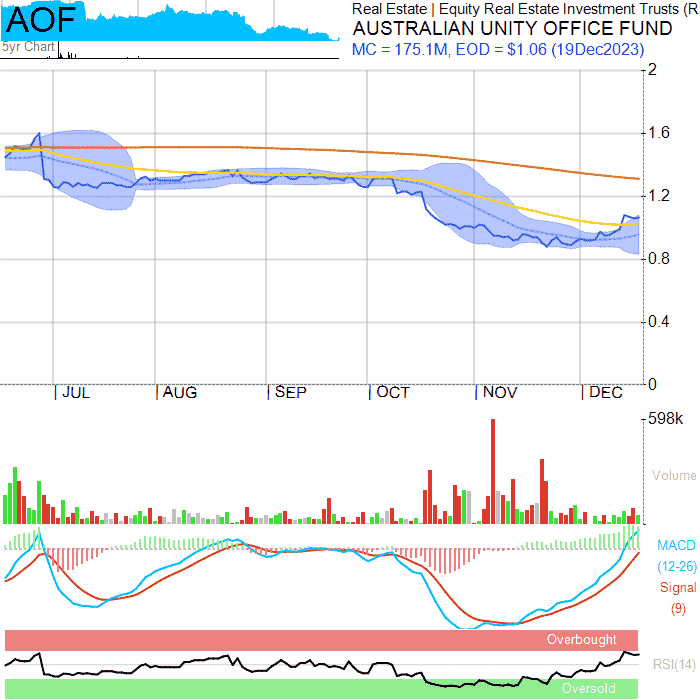 AOF
5yr Chart
Real Estate | Equity Real Estate Investment Trusts (R
AUSTRALIAN UNITY OFFICE FUND
MC = 175.1M, EOD = $1.06 (19Dec2023)
2
1.6
1.2
0.8
0.4
0
JUL AUG SEP OCT NOV DEC
598k
Volume
MACD
(12-26)
Signal
(9)
Overbought
RSI(14)
Oversold